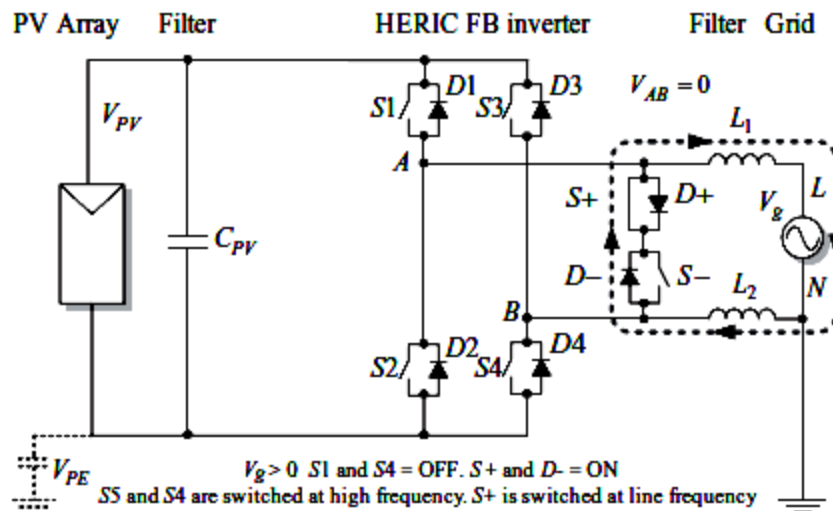 PV Array Filter HERIC FB inverter Filter Grid
V_PV
S1 D1 S3 D3
V_AB = 0
L_1
A
S+ D+
V_g L
C_PV
D− S−
L_2 N
B
S2 D2 S4 D4
V_PE
V_g > 0 S1 and S4 = OFF. S+ and D- = ON
S5 and S4 are switched at high frequency. S+ is switched at line frequency